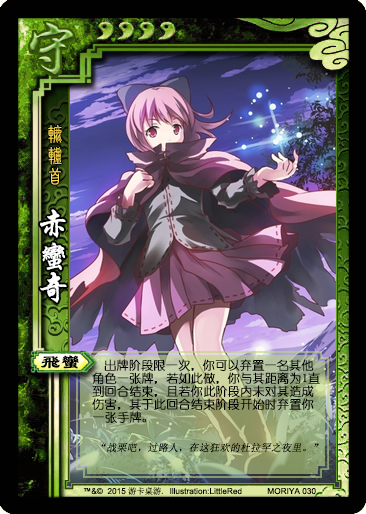 守
轆轤首
赤蠻奇
飛蠻
出牌阶段限一次，你可以弃置一名其他
角色一张牌，若如此做，你与其距离为1直
到回合结束，且若你此阶段内未对其造成
伤害，其于此回合结束阶段开始时弃置你
一张手牌。
“战栗吧，过路人，在这狂欢的杜拉罕之夜里。”
™&© 2015 游卡桌游. Illustration:LittleRed MORIYA 030